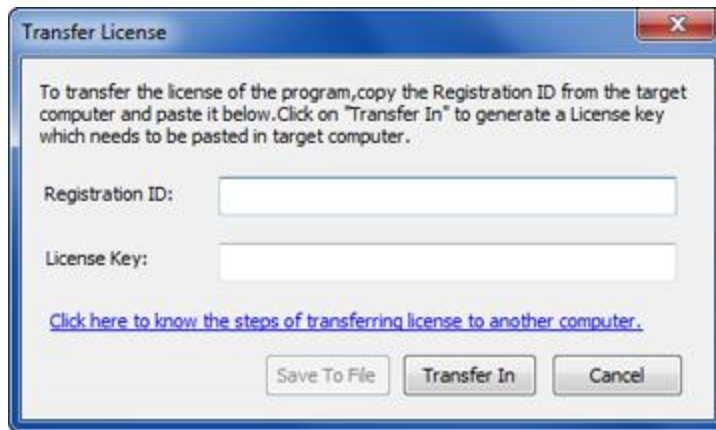 Transfer License
To transfer the license of the program,copy the Registration ID from the target
computer and paste it below.Click on "Transfer In" to generate a License key
which needs to be pasted in target computer.
Registration ID:
License Key:
Click here to know the steps of transferring license to another computer.
Save To File Transfer In Cancel